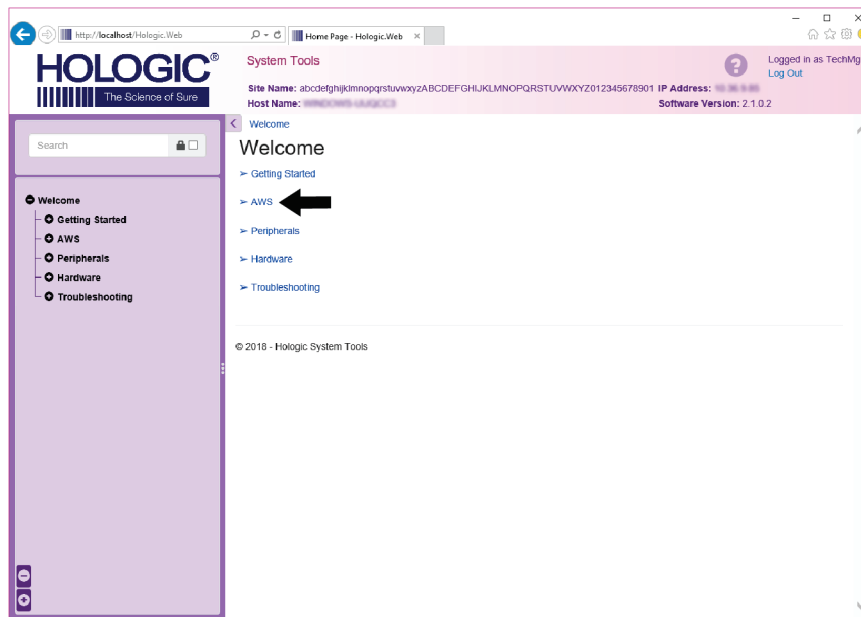 http://localhost/Hologic.Web
Home Page - Hologic.Web
HOLOGIC®
The Science of Sure
System Tools
Logged in as TechMg
Log Out
Site Name: abcdefghijklmnopqrstuvwxyzABCDEFGHIJKLMNOPQRSTUVWXYZ012345678901 IP Address:
Host Name:
Software Version: 2.1.0.2
Search
Welcome
Getting Started
AWS
Peripherals
Hardware
Troubleshooting
Welcome
Welcome
➢ Getting Started
➢ AWS
➢ Peripherals
➢ Hardware
➢ Troubleshooting
© 2018 - Hologic System Tools